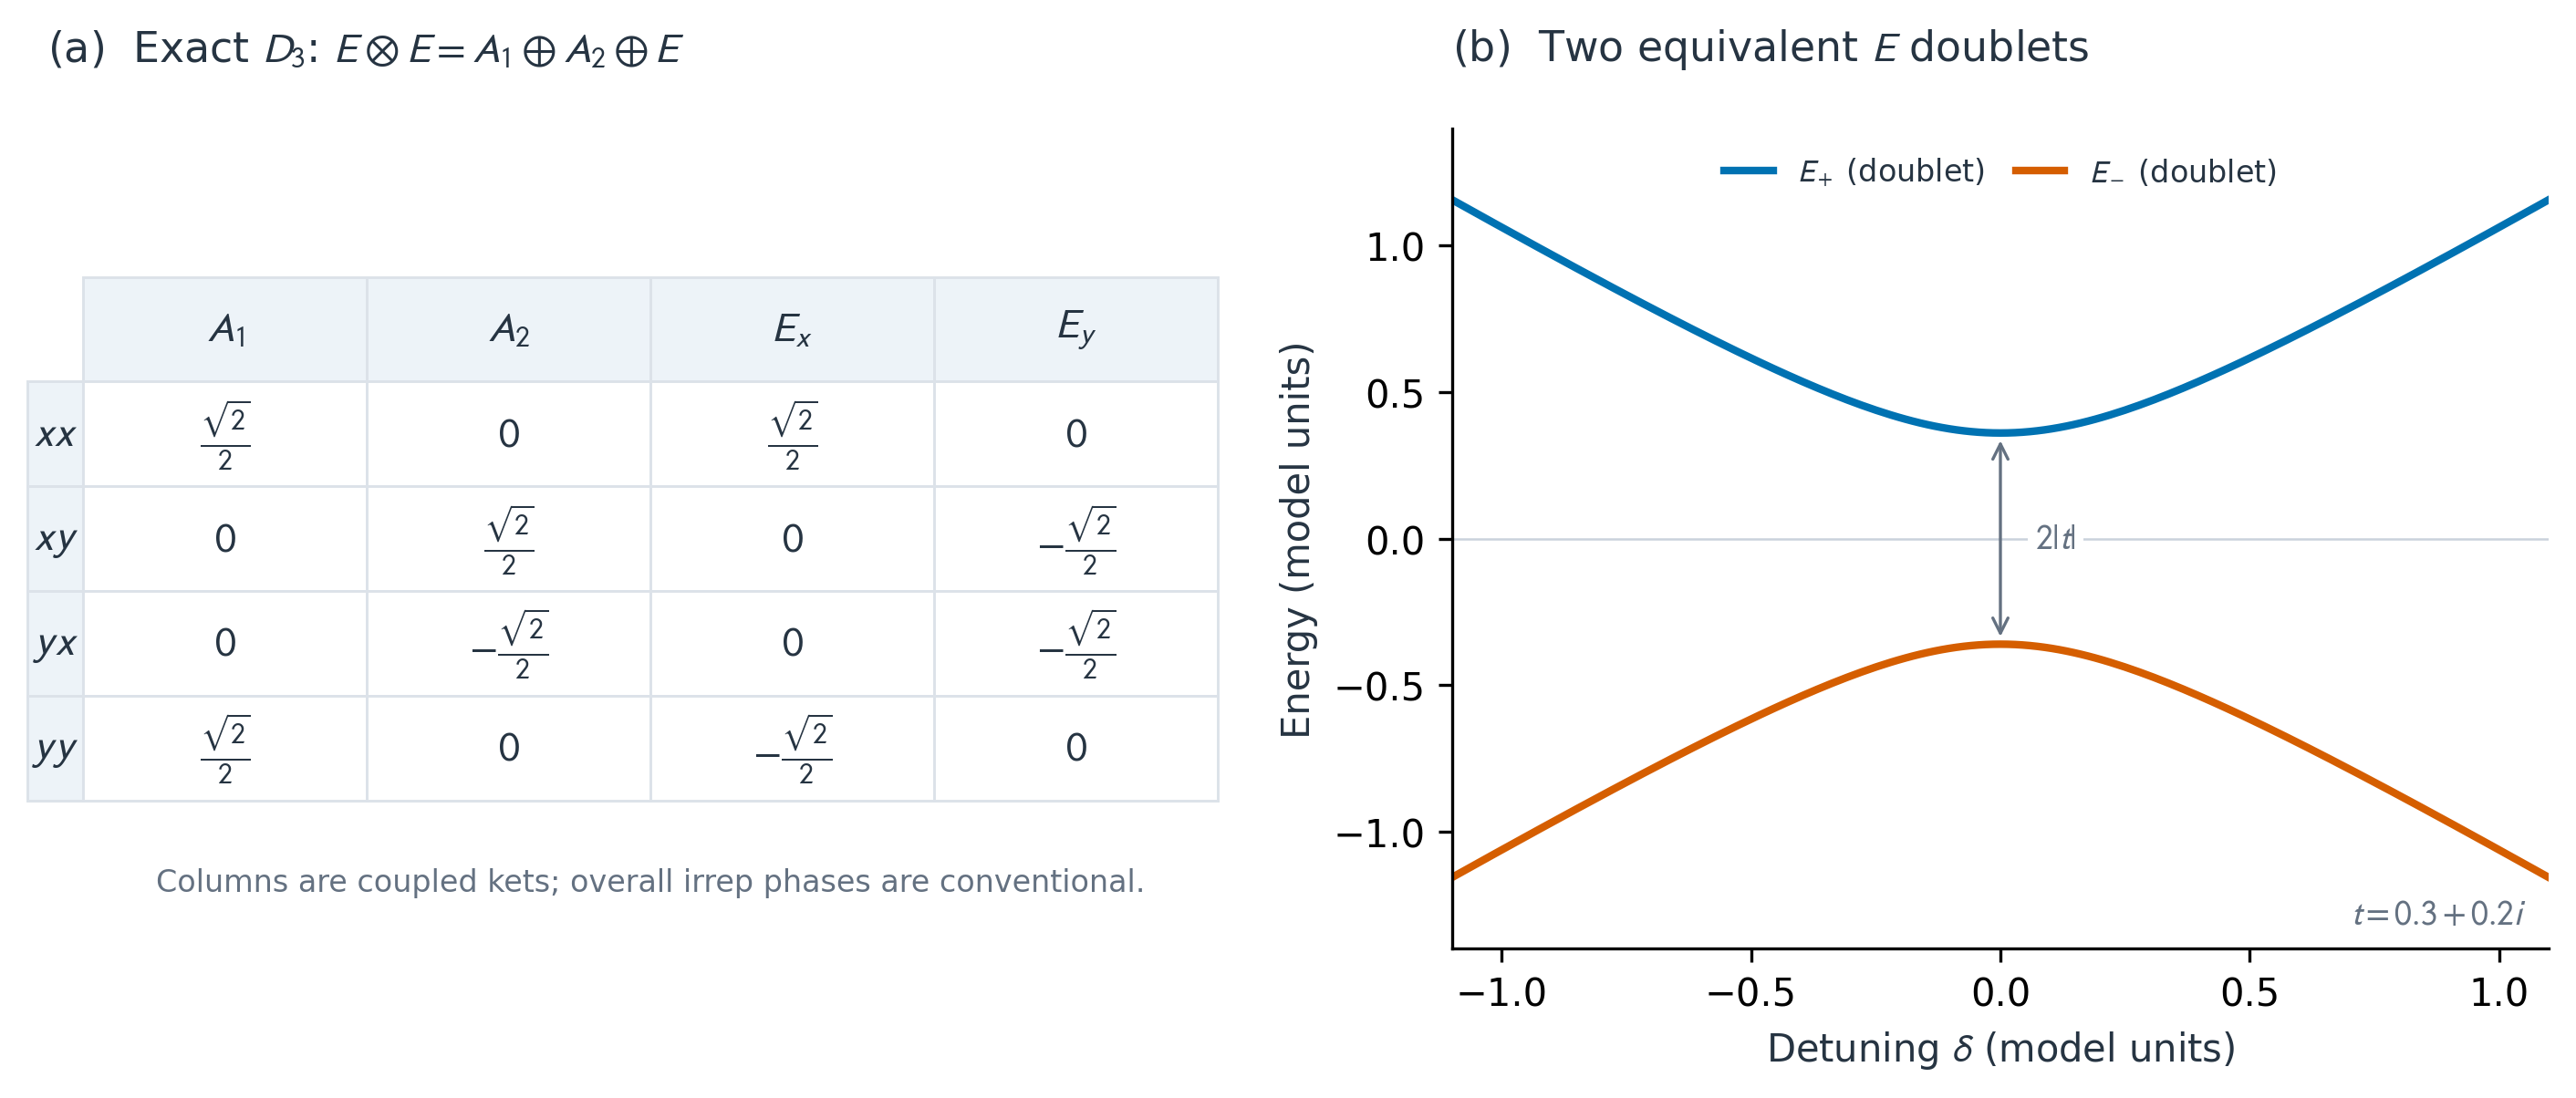 (a) Exact D₃: E⊗E=A₁⊕A₂⊕E
A₁ A₂ Eₓ E_y
xx √2/2 0 √2/2 0
xy 0 √2/2 0 −√2/2
yx 0 −√2/2 0 −√2/2
yy √2/2 0 −√2/2 0
Columns are coupled kets; overall irrep phases are conventional.
(b) Two equivalent E doublets
E₊ (doublet) E₋ (doublet)
Energy (model units)
1.0
0.5
0.0
−0.5
−1.0
2|t|
t=0.3+0.2i
−1.0 −0.5 0.0 0.5 1.0
Detuning δ (model units)